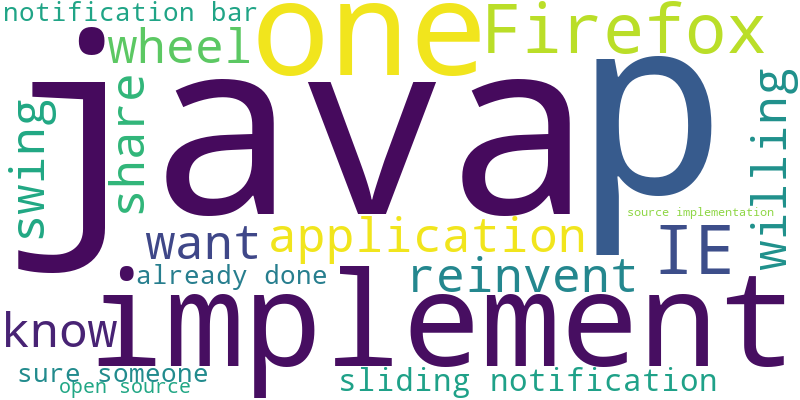 notification bar
one
Firefox
wheel
java
p
swing
share
willing
source implementation
want
application
IE
already done
reinvent
implement
know
sure someone
open source
sliding notification